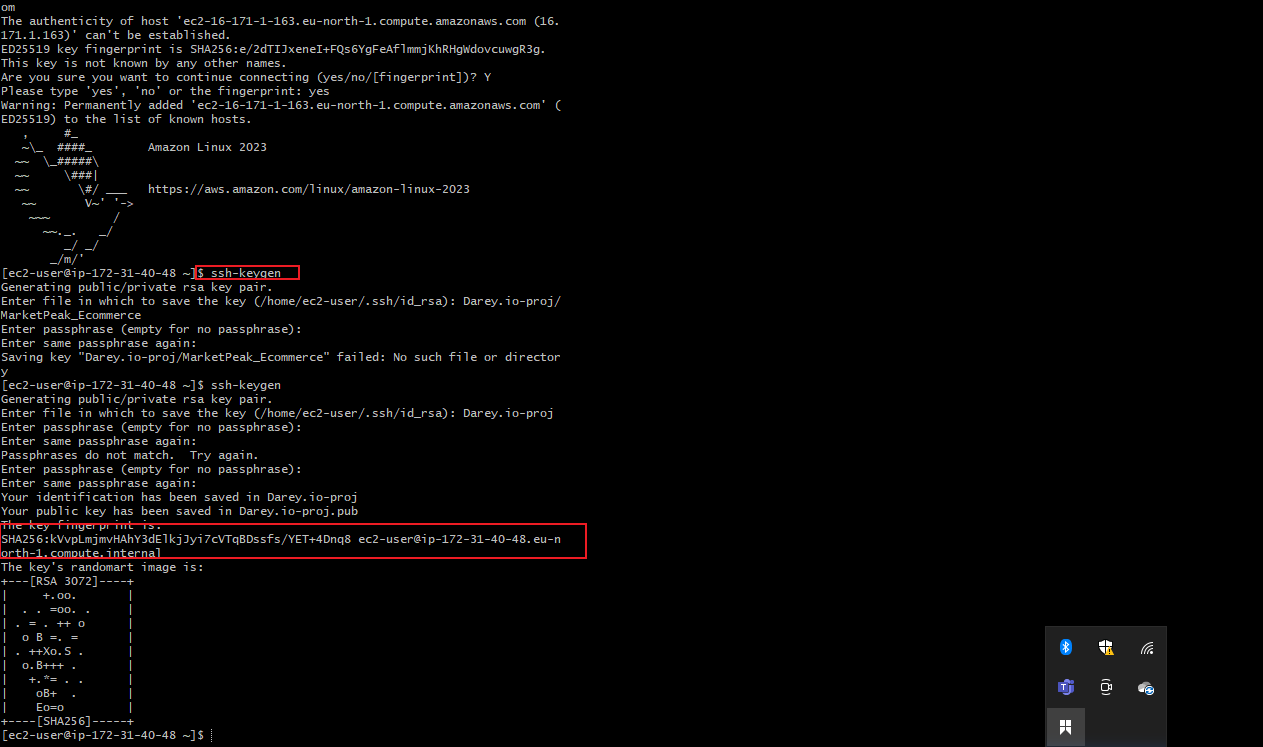 om
The authenticity of host 'ec2-16-171-1-163.eu-north-1.compute.amazonaws.com (16.
171.1.163)' can't be established.
ED25519 key fingerprint is SHA256:e/2dTIJxeneI+FQs6YgFeAflmmjKhRHgWdovcuwgR3g.
This key is not known by any other names.
Are you sure you want to continue connecting (yes/no/[fingerprint])? Y
Please type 'yes', 'no' or the fingerprint: yes
Warning: Permanently added 'ec2-16-171-1-163.eu-north-1.compute.amazonaws.com' (
ED25519) to the list of known hosts.
   ,     #_
   ~\_  ####_        Amazon Linux 2023
  ~~  \_#####\
  ~~     \###|
  ~~       \#/ ___   https://aws.amazon.com/linux/amazon-linux-2023
   ~~       V~' '->
    ~~~         /
      ~~._.   _/
         _/ _/
       _/m/'
[ec2-user@ip-172-31-40-48 ~]$ ssh-keygen
Generating public/private rsa key pair.
Enter file in which to save the key (/home/ec2-user/.ssh/id_rsa): Darey.io-proj/
MarketPeak_Ecommerce
Enter passphrase (empty for no passphrase):
Enter same passphrase again:
Saving key "Darey.io-proj/MarketPeak_Ecommerce" failed: No such file or director
y
[ec2-user@ip-172-31-40-48 ~]$ ssh-keygen
Generating public/private rsa key pair.
Enter file in which to save the key (/home/ec2-user/.ssh/id_rsa): Darey.io-proj
Enter passphrase (empty for no passphrase):
Enter same passphrase again:
Passphrases do not match.  Try again.
Enter passphrase (empty for no passphrase):
Enter same passphrase again:
Your identification has been saved in Darey.io-proj
Your public key has been saved in Darey.io-proj.pub
The key fingerprint is:
SHA256:kVvpLmjmvHAhY3dElkjJyi7cVTqBDssfs/YET+4Dnq8 ec2-user@ip-172-31-40-48.eu-n
orth-1.compute.internal
The key's randomart image is:
+---[RSA 3072]----+
|     +.oo.       |
|  . . =oo. .     |
| . = . ++ o      |
|  o B =. =       |
| . ++Xo.S .      |
|  o.B+++ .       |
|   +.*= . .      |
|    oB+  .       |
|    Eo=o         |
+----[SHA256]-----+
[ec2-user@ip-172-31-40-48 ~]$